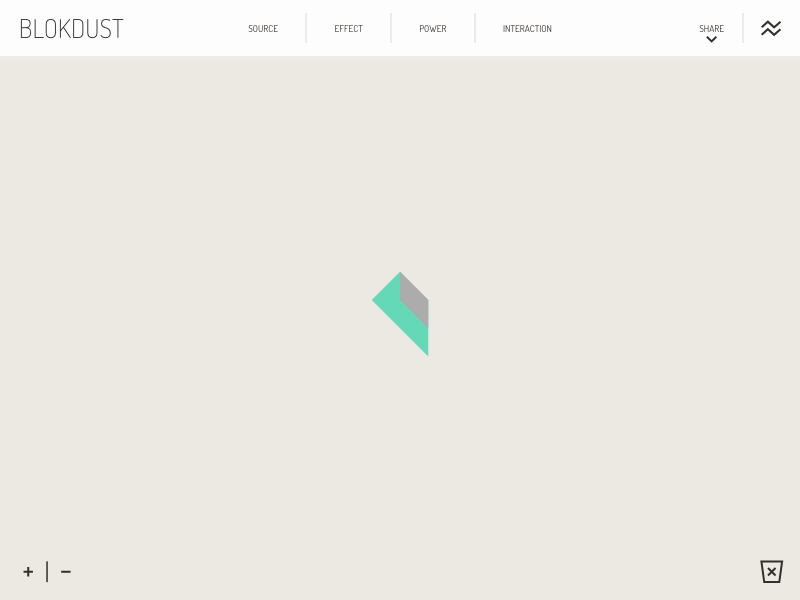 BLOKDUST
SOURCE
EFFECT
POWER
INTERACTION
SHARE